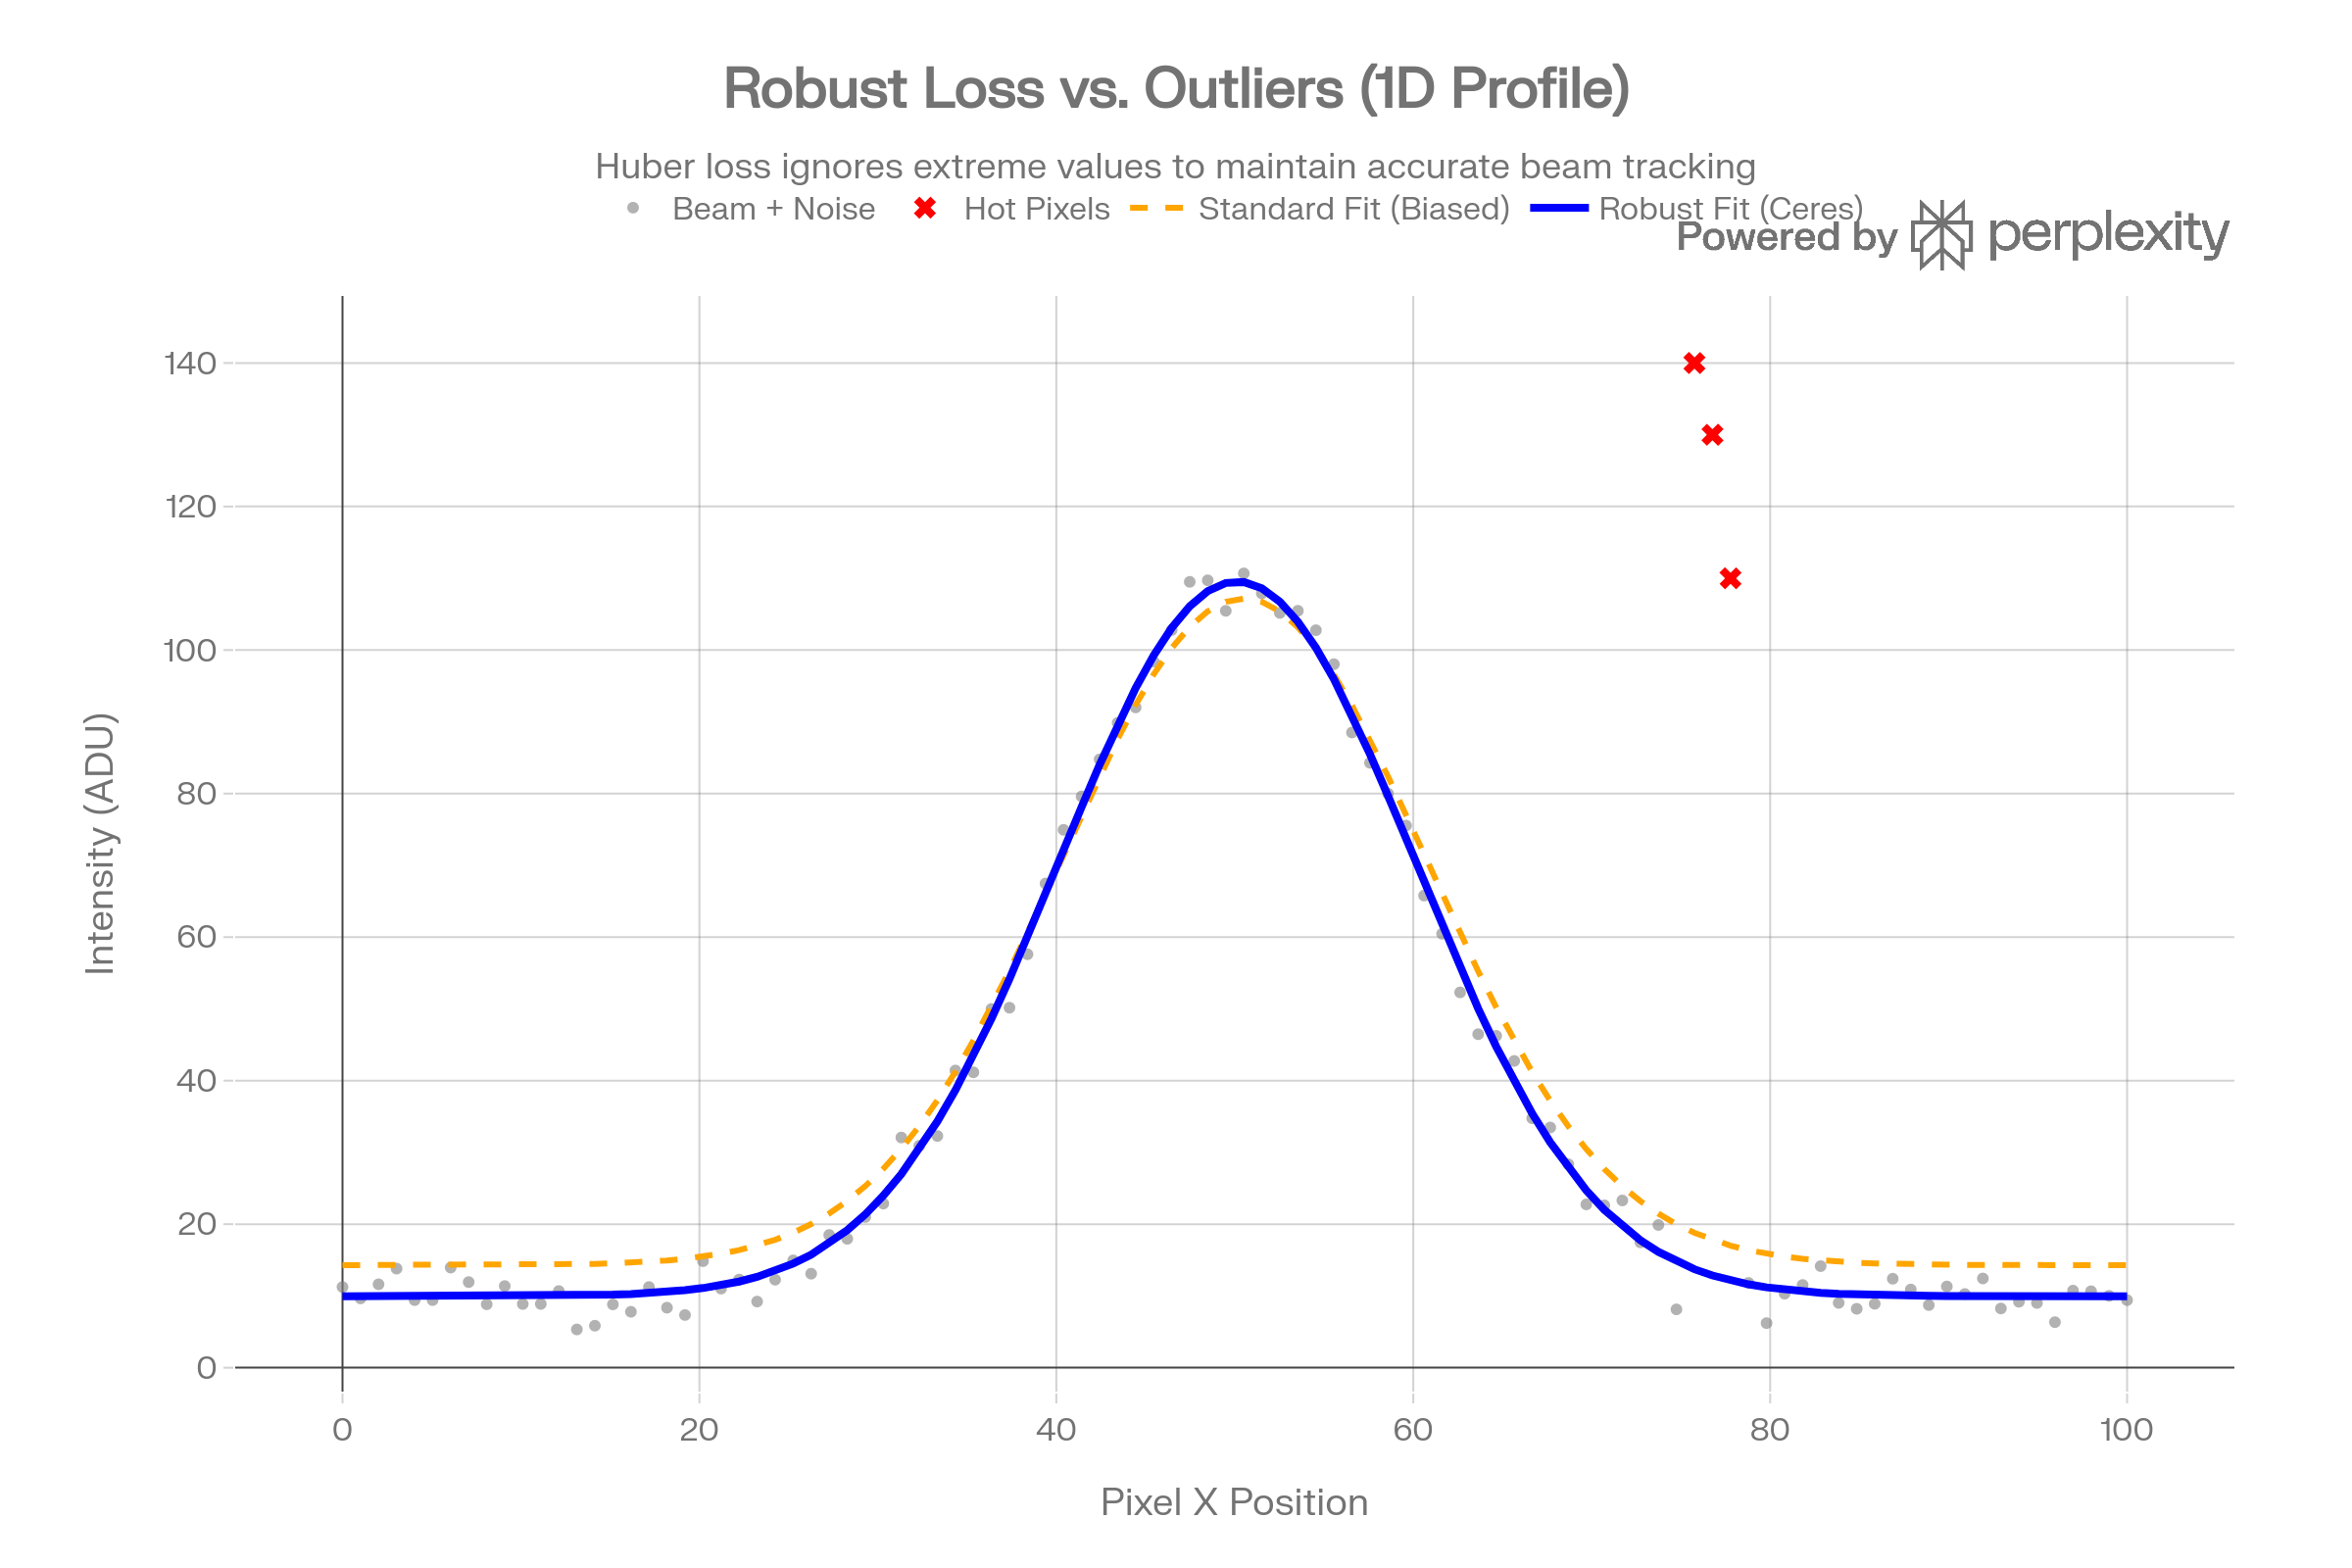 Robust Loss vs. Outliers (1D Profile)
Huber loss ignores extreme values to maintain accurate beam tracking
Beam + Noise Hot Pixels Standard Fit (Biased) Robust Fit (Ceres)
Powered by perplexity
140
120
100
80
60
40
20
0
Intensity (ADU)
0 20 40 60 80 100
Pixel X Position